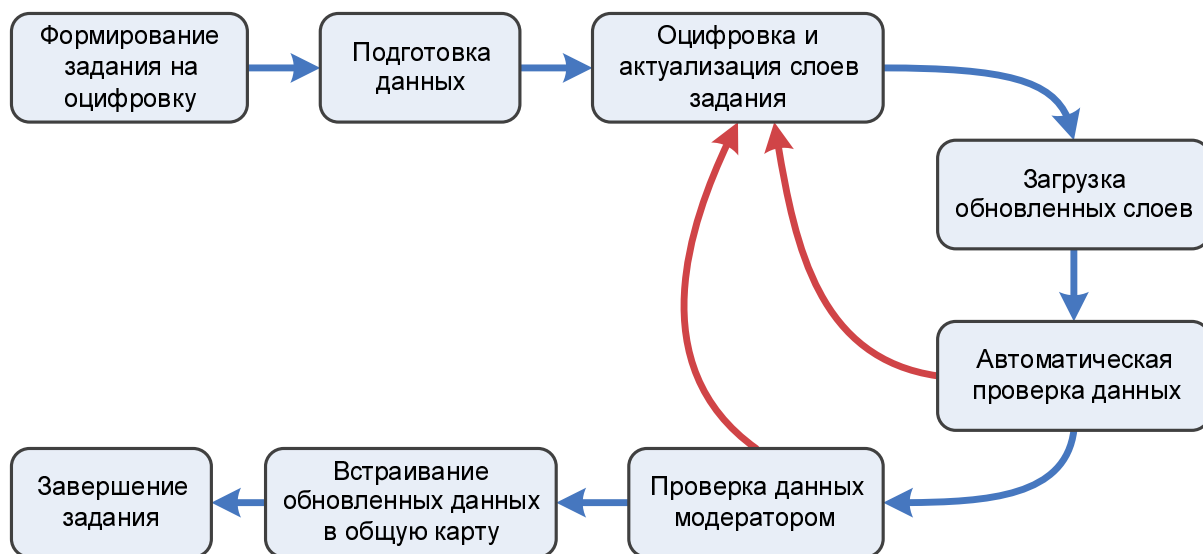 Формирование
задания на
оцифровку
Подготовка
данных
Оцифровка и
актуализация слоев
задания
Загрузка
обновленных слоев
Автоматическая
проверка данных
Проверка данных
модератором
Встраивание
обновленных данных
в общую карту
Завершение
задания